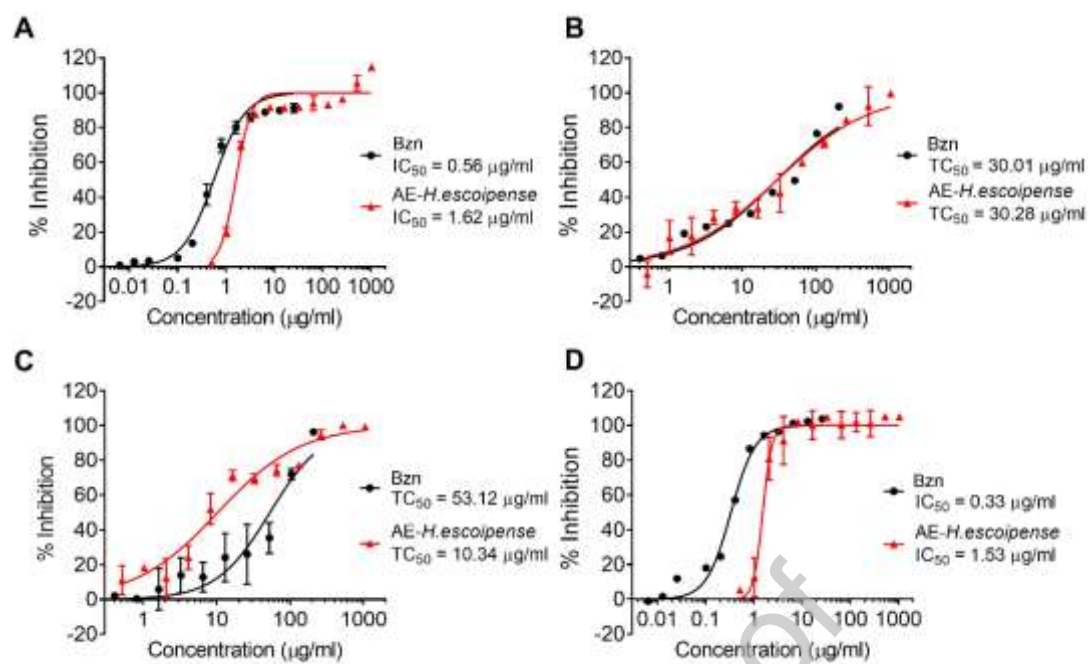 A
120
100
80
60
40
20
0
-20
% Inhibition
0.01 0.1 1 10 100 1000
Concentration (μg/ml)
Bzn
IC50 = 0.56 μg/ml
AE-H.escoipense
IC50 = 1.62 μg/ml
B
120
100
80
60
40
20
0
-20
% Inhibition
1 10 100 1000
Concentration (μg/ml)
Bzn
TC50 = 30.01 μg/ml
AE-H.escoipense
TC50 = 30.28 μg/ml
C
120
100
80
60
40
20
0
-20
% Inhibition
1 10 100 1000
Concentration (μg/ml)
Bzn
TC50 = 53.12 μg/ml
AE-H.escoipense
TC50 = 10.34 μg/ml
D
120
100
80
60
40
20
0
-20
% Inhibition
0.01 0.1 1 10 100 1000
Concentration (μg/ml)
Bzn
IC50 = 0.33 μg/ml
AE-H.escoipense
IC50 = 1.53 μg/ml
of